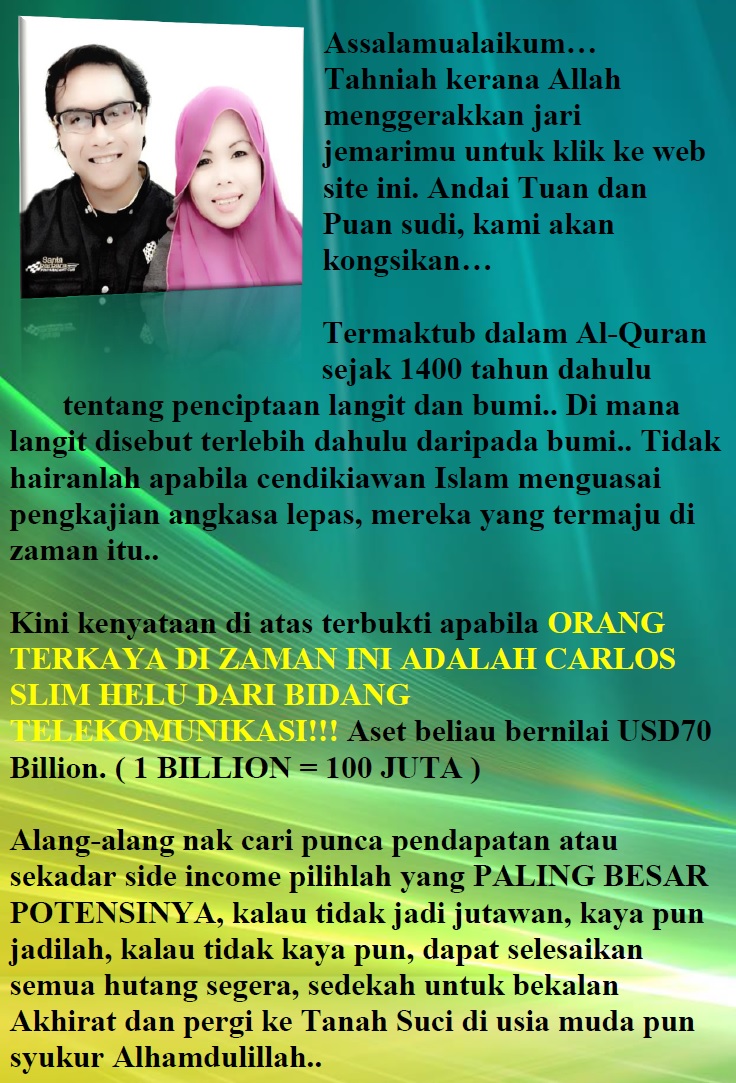 Assalamualaikum…
Tahniah kerana Allah
menggerakkan jari
jemarimu untuk klik ke web
site ini. Andai Tuan dan
Puan sudi, kami akan
kongsikan…
Termaktub dalam Al-Quran
sejak 1400 tahun dahulu
tentang penciptaan langit dan bumi.. Di mana
langit disebut terlebih dahulu daripada bumi.. Tidak
hairanlah apabila cendikiawan Islam menguasai
pengkajian angkasa lepas, mereka yang termaju di
zaman itu..
Kini kenyataan di atas terbukti apabila ORANG
TERKAYA DI ZAMAN INI ADALAH CARLOS
SLIM HELU DARI BIDANG
TELEKOMUNIKASI!!! Aset beliau bernilai USD70
Billion. ( 1 BILLION = 100 JUTA )
Alang-alang nak cari punca pendapatan atau
sekadar side income pilihlah yang PALING BESAR
POTENSINYA, kalau tidak jadi jutawan, kaya pun
jadilah, kalau tidak kaya pun, dapat selesaikan
semua hutang segera, sedekah untuk bekalan
Akhirat dan pergi ke Tanah Suci di usia muda pun
syukur Alhamdulillah..